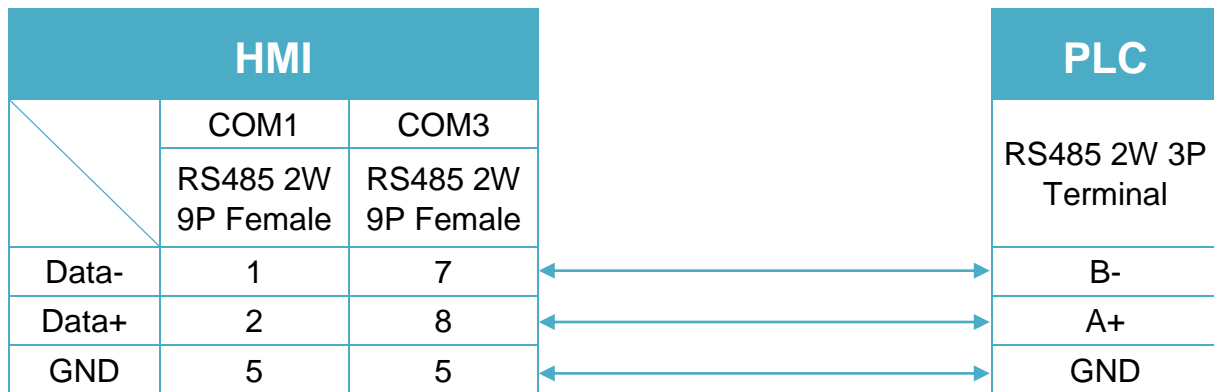 HMI
PLC
COM1 COM3
RS485 2W 3P
Terminal
RS485 2W RS485 2W
9P Female 9P Female
Data- 1 7 B-
Data+ 2 8 A+
GND 5 5 GND